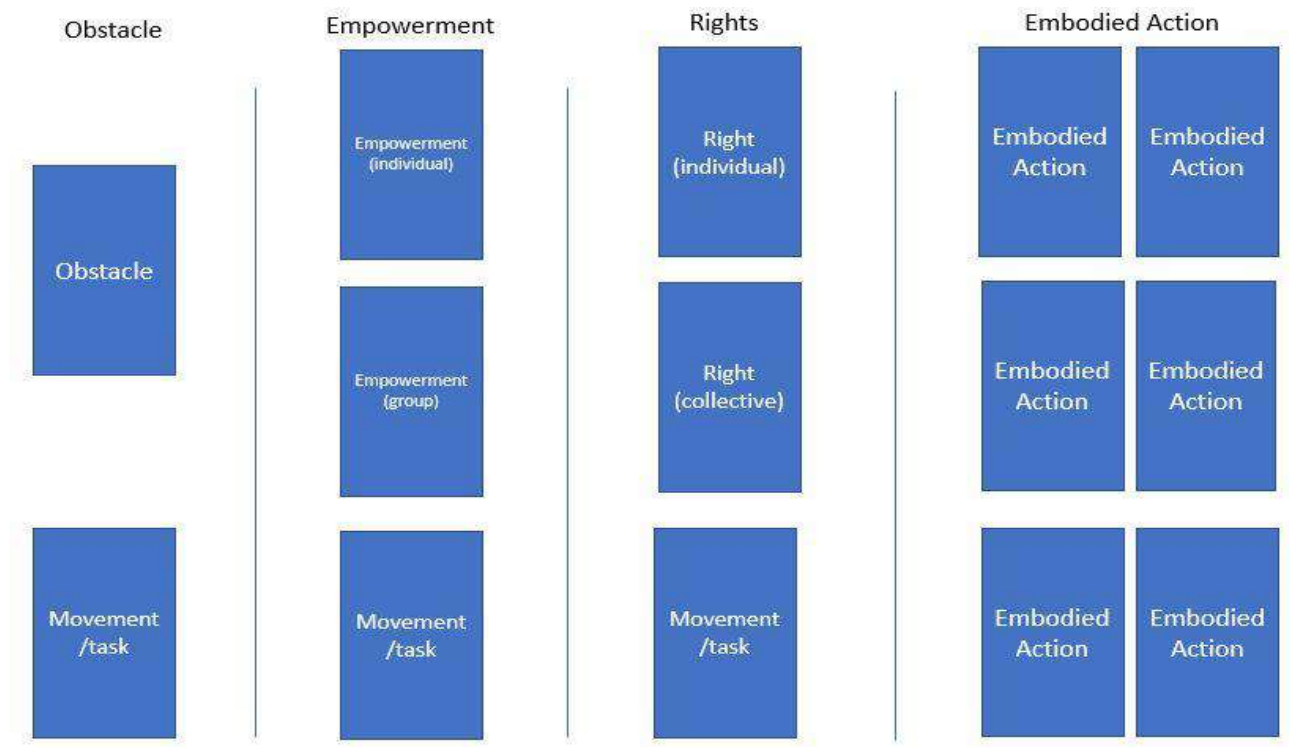 Obstacle
Empowerment
Rights
Embodied Action
Obstacle
Movement
/task
Empowerment
(individual)
Empowerment
(group)
Movement
/task
Right
(individual)
Right
(collective)
Movement
/task
Embodied
Action
Embodied
Action
Embodied
Action
Embodied
Action
Embodied
Action
Embodied
Action